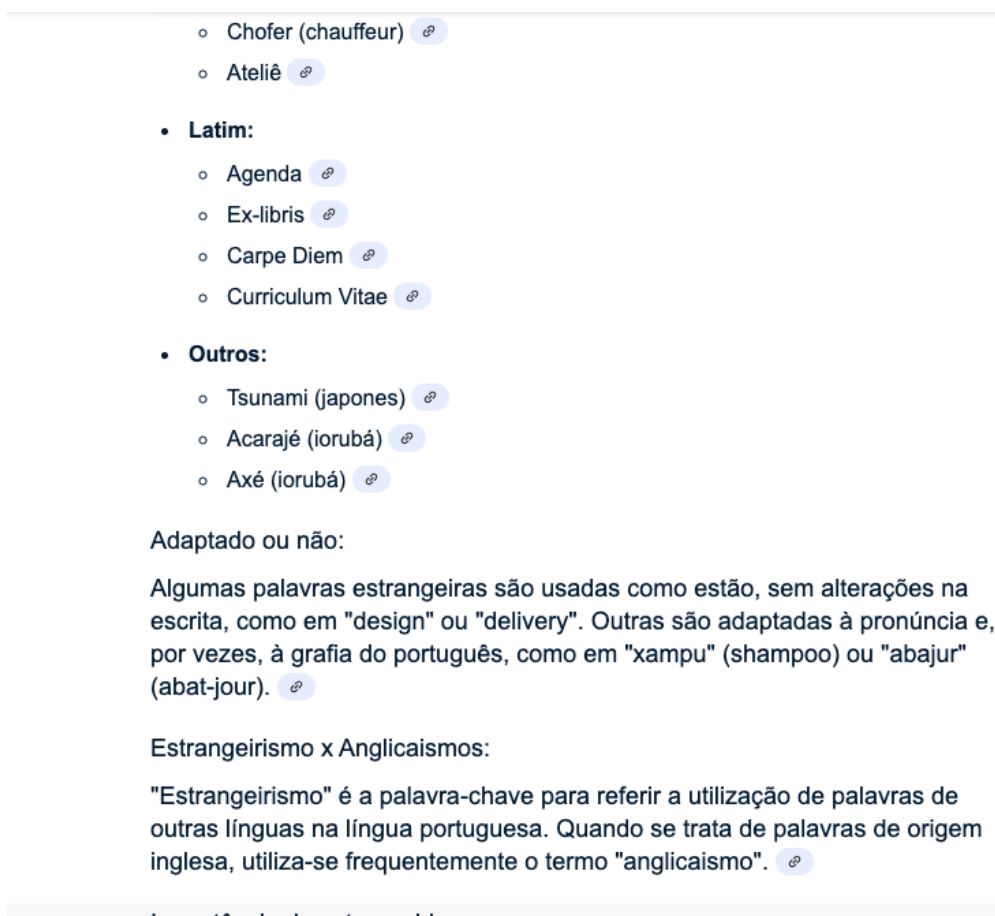 Chofer (chauffeur)
Ateliê
Latim:
Agenda
Ex-libris
Carpe Diem
Curriculum Vitae
Outros:
Tsunami (japones)
Acarajé (iorubá)
Axé (iorubá)
Adaptado ou não:
Algumas palavras estrangeiras são usadas como estão, sem alterações na
escrita, como em "design" ou "delivery". Outras são adaptadas à pronúncia e,
por vezes, à grafia do português, como em "xampu" (shampoo) ou "abajur"
(abat-jour).
Estrangeirismo x Anglicaismos:
"Estrangeirismo" é a palavra-chave para referir a utilização de palavras de
outras línguas na língua portuguesa. Quando se trata de palavras de origem
inglesa, utiliza-se frequentemente o termo "anglicaismo".